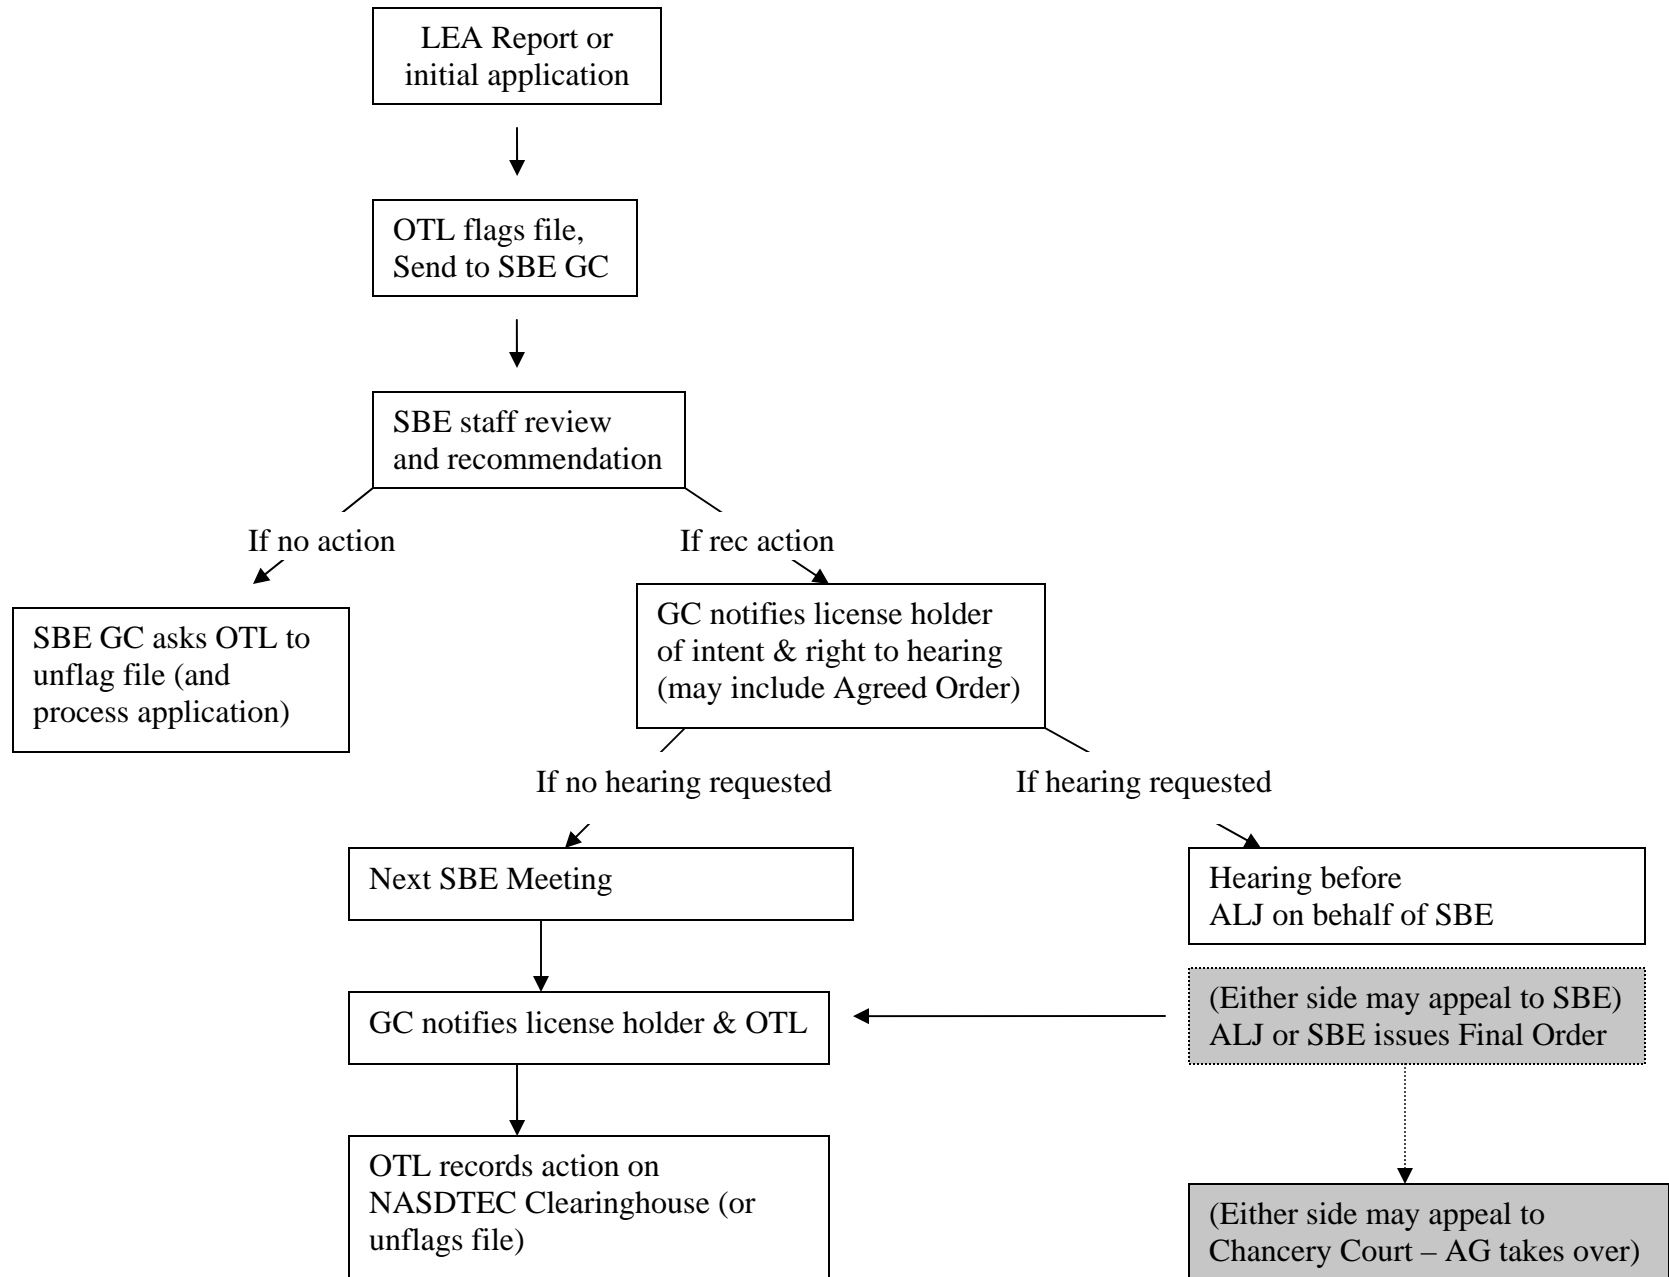 LEA Report or
initial application
OTL flags file,
Send to SBE GC
SBE staff review
and recommendation
If no action
If rec action
SBE GC asks OTL to
unflag file (and
process application)
GC notifies license holder
of intent & right to hearing
(may include Agreed Order)
If no hearing requested
If hearing requested
Next SBE Meeting
Hearing before
ALJ on behalf of SBE
GC notifies license holder & OTL
(Either side may appeal to SBE)
ALJ or SBE issues Final Order
OTL records action on
NASDTEC Clearinghouse (or
unflags file)
(Either side may appeal to
Chancery Court – AG takes over)